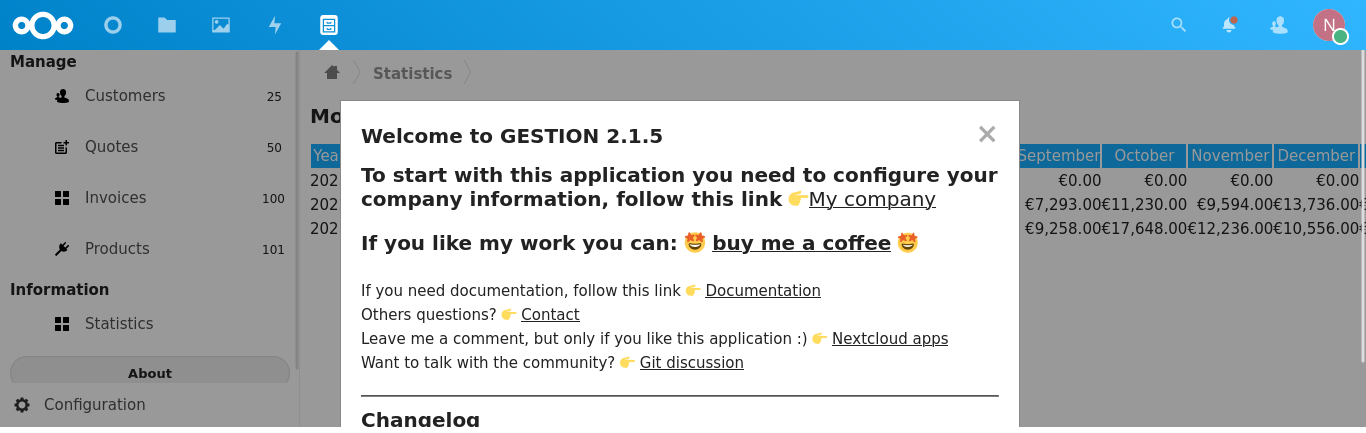 N
Manage
Customers 25
Quotes 50
Invoices 100
Products 101
Information
Statistics
About
Configuration
Statistics
September October November December
€0.00 €0.00 €0.00 €0.00
€7,293.00 €11,230.00 €9,594.00 €13,736.00
€9,258.00 €17,648.00 €12,236.00 €10,556.00
Welcome to GESTION 2.1.5
To start with this application you need to configure your
company information, follow this link 👉My company
If you like my work you can: 🤩 buy me a coffee 🤩
If you need documentation, follow this link 👉 Documentation
Others questions? 👉 Contact
Leave me a comment, but only if you like this application :) 👉 Nextcloud apps
Want to talk with the community? 👉 Git discussion
Changelog